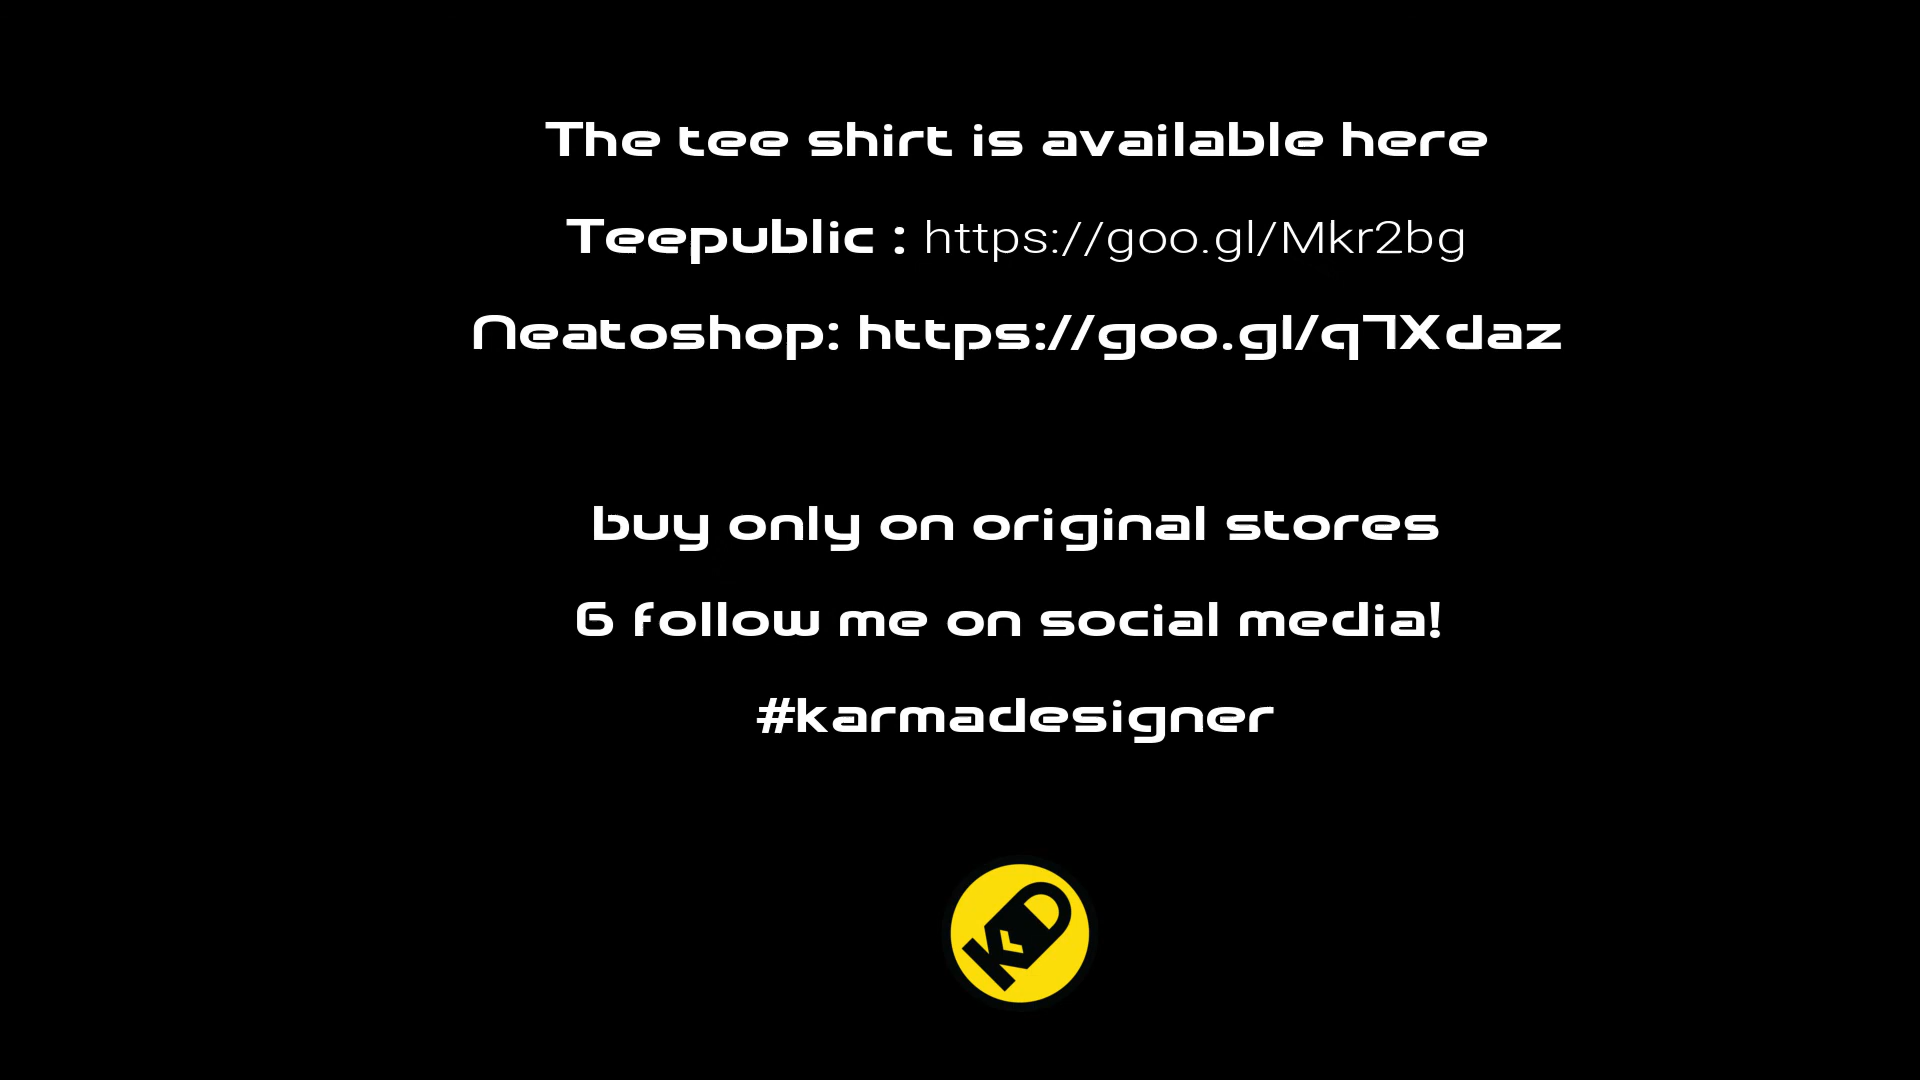 The tee shirt is available here
Teepublic : https://goo.gl/Mkr2bg
Neatoshop: https://goo.gl/q7Xdaz
buy only on original stores
& follow me on social media!
#karmadesigner
KD